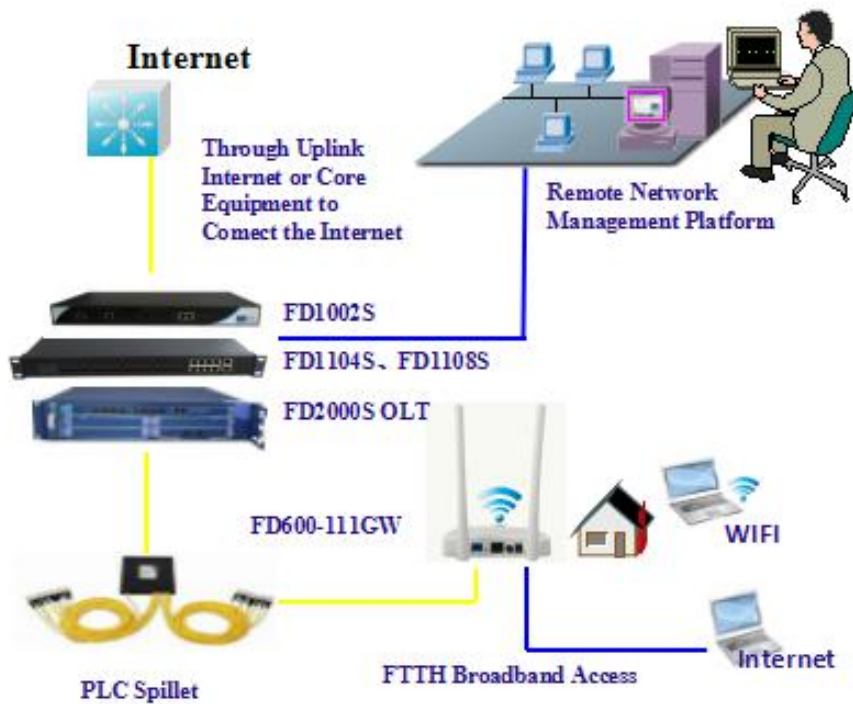 Internet
Through Uplink
Internet or Core
Equipment to
Comect the Internet
Remote Network
Management Platform
FD1002S
FD1104S、FD1108S
FD2000S OLT
FD600-111GW
WIFI
Internet
FTTH Broadband Access
PLC Spillet